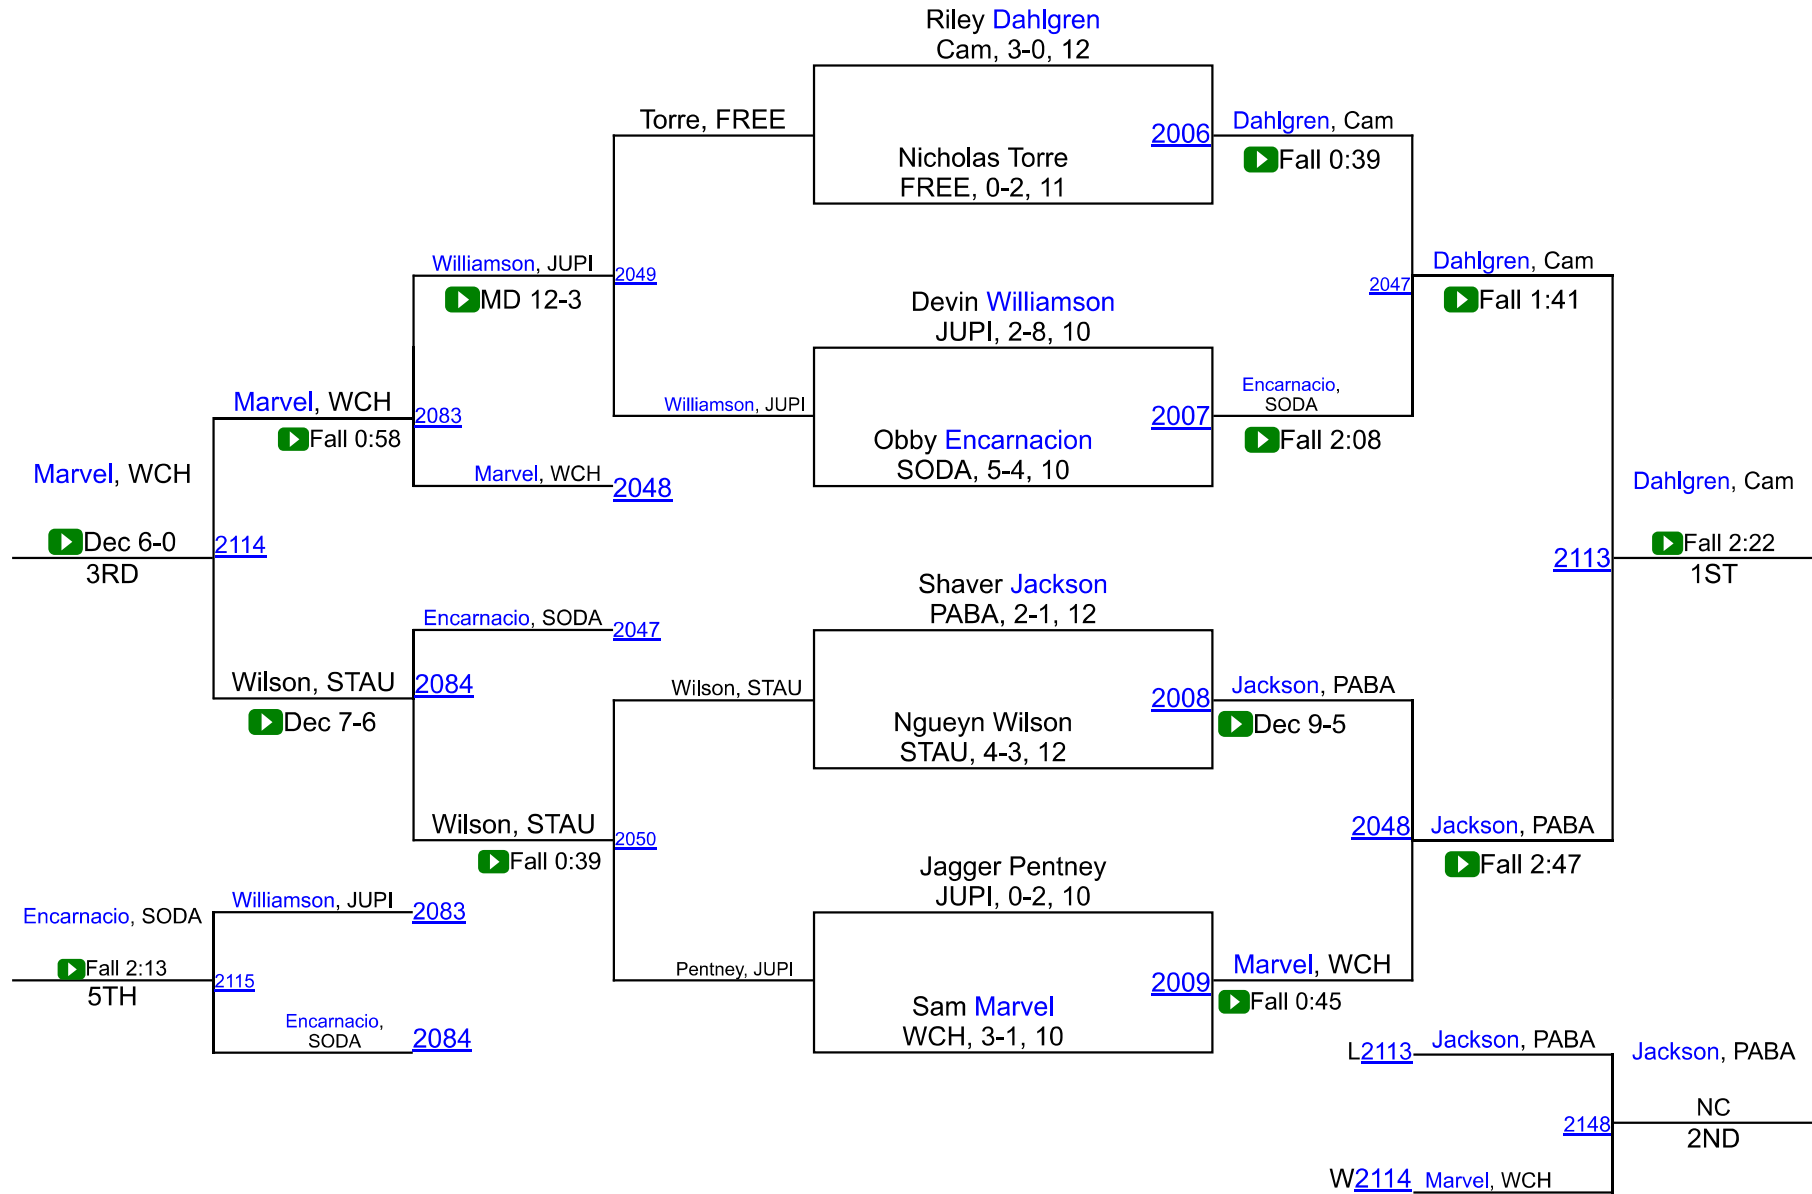 Riley Dahlgren
Cam, 3-0, 12
Torre, FREE
2006
Dahlgren, Cam
Fall 0:39
Nicholas Torre
FREE, 0-2, 11
Williamson, JUPI
2049
MD 12-3
Dahlgren, Cam
2047
Fall 1:41
Devin Williamson
JUPI, 2-8, 10
Marvel, WCH
2083
Fall 0:58
Williamson, JUPI
2007
Encarnacio,
SODA
Fall 2:08
Obby Encarnacion
SODA, 5-4, 10
Marvel, WCH
Marvel, WCH
2048
Dahlgren, Cam
Dec 6-0
2114
3RD
2113
Fall 2:22
1ST
Shaver Jackson
PABA, 2-1, 12
Encarnacio, SODA
2047
Wilson, STAU
2084
Dec 7-6
Wilson, STAU
2008
Jackson, PABA
Dec 9-5
Ngueyn Wilson
STAU, 4-3, 12
Wilson, STAU
2050
Fall 0:39
2048
Jackson, PABA
Fall 2:47
Jagger Pentney
JUPI, 0-2, 10
Encarnacio, SODA
Williamson, JUPI
2083
Fall 2:13
2115
5TH
Pentney, JUPI
2009
Marvel, WCH
Fall 0:45
Sam Marvel
WCH, 3-1, 10
Encarnacio,
SODA
2084
L2113
Jackson, PABA
Jackson, PABA
NC
2148
2ND
W2114
Marvel, WCH